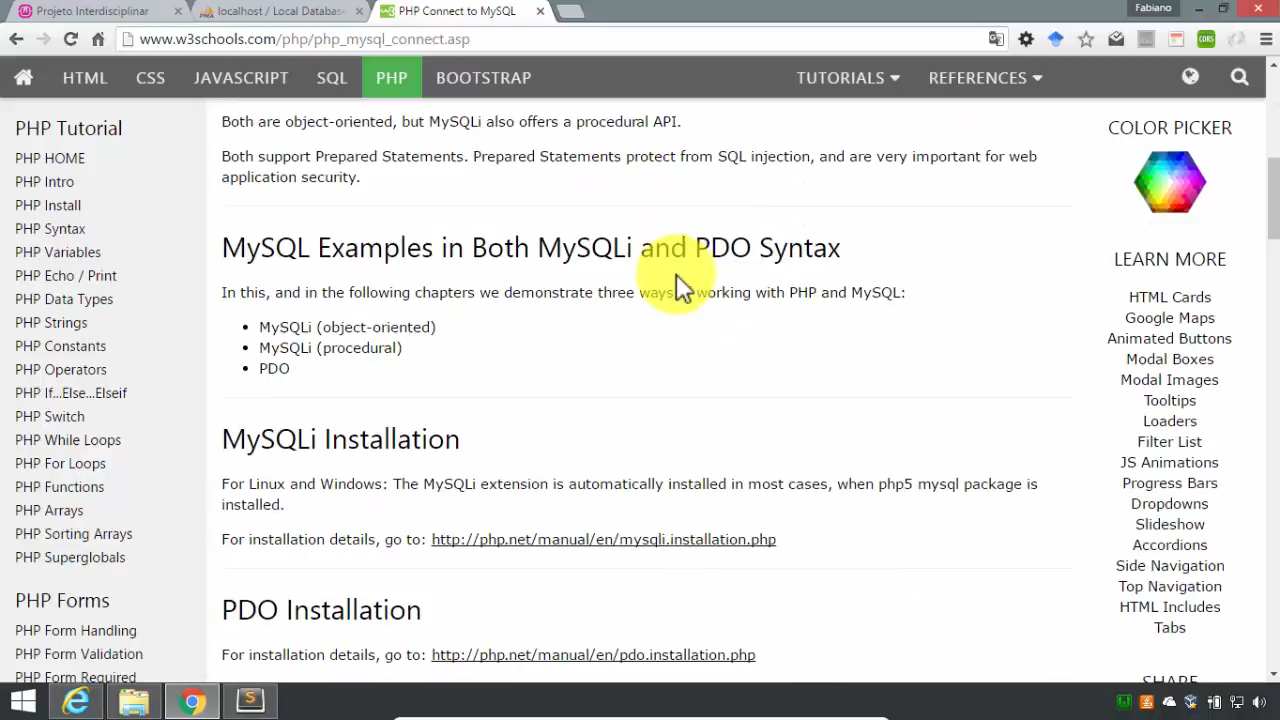 Projeto Interdisciplinar
localhost / Local Databas
PHP Connect to MySQL
Fabiano
www.w3schools.com/php/php_mysql_connect.asp
HTML
CSS
JAVASCRIPT
SQL
PHP
BOOTSTRAP
TUTORIALS
REFERENCES
PHP Tutorial
PHP HOME
PHP Intro
PHP Install
PHP Syntax
PHP Variables
PHP Echo / Print
PHP Data Types
PHP Strings
PHP Constants
PHP Operators
PHP If...Else...Elseif
PHP Switch
PHP While Loops
PHP For Loops
PHP Functions
PHP Arrays
PHP Sorting Arrays
PHP Superglobals
PHP Forms
PHP Form Handling
PHP Form Validation
PHP Form Required
Both are object-oriented, but MySQLi also offers a procedural API.
Both support Prepared Statements. Prepared Statements protect from SQL injection, and are very important for web
application security.
MySQL Examples in Both MySQLi and PDO Syntax
In this, and in the following chapters we demonstrate three ways working with PHP and MySQL:
MySQLi (object-oriented)
MySQLi (procedural)
PDO
MySQLi Installation
For Linux and Windows: The MySQLi extension is automatically installed in most cases, when php5 mysql package is
installed.
For installation details, go to: http://php.net/manual/en/mysqli.installation.php
PDO Installation
For installation details, go to: http://php.net/manual/en/pdo.installation.php
COLOR PICKER
LEARN MORE
HTML Cards
Google Maps
Animated Buttons
Modal Boxes
Modal Images
Tooltips
Loaders
Filter List
JS Animations
Progress Bars
Dropdowns
Slideshow
Accordions
Side Navigation
Top Navigation
HTML Includes
Tabs
SHARE